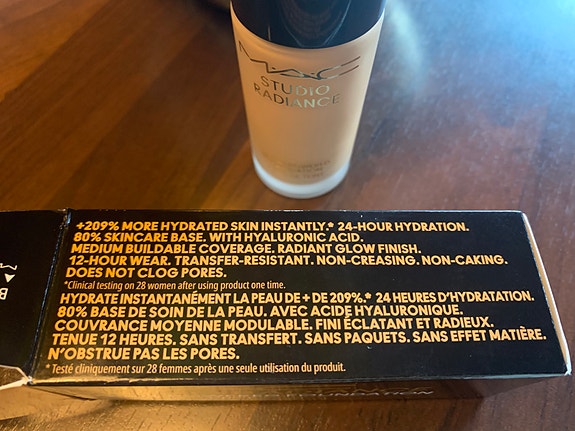 M·A·C
STUDIO
RADIANCE
+209% MORE HYDRATED SKIN INSTANTLY.* 24-HOUR HYDRATION.
80% SKINCARE BASE. WITH HYALURONIC ACID.
MEDIUM BUILDABLE COVERAGE. RADIANT GLOW FINISH.
12-HOUR WEAR. TRANSFER-RESISTANT. NON-CREASING. NON-CAKING.
DOES NOT CLOG PORES.
*Clinical testing on 28 women after using product one time.
HYDRATE INSTANTANÉMENT LA PEAU DE + DE 209%.* 24 HEURES D'HYDRATATION.
80% BASE DE SOIN DE LA PEAU. AVEC ACIDE HYALURONIQUE.
COUVRANCE MOYENNE MODULABLE. FINI ÉCLATANT ET RADIEUX.
TENUE 12 HEURES. SANS TRANSFERT. SANS PAQUETS. SANS EFFET MATIÈRE.
N'OBSTRUE PAS LES PORES.
*Testé cliniquement sur 28 femmes après une seule utilisation du produit.